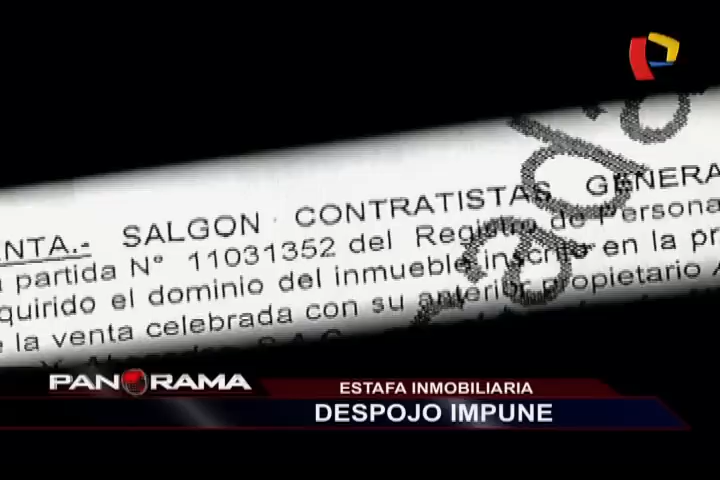 ENTA.- SALGON CONTRATISTAS GENERA
partida N° 11031352 del Registro de Persona
quirido el dominio del inmueble inscrito en la pr
la venta celebrada con su anterior propietario A
PANORAMA
ESTAFA INMOBILIARIA
DESPOJO IMPUNE